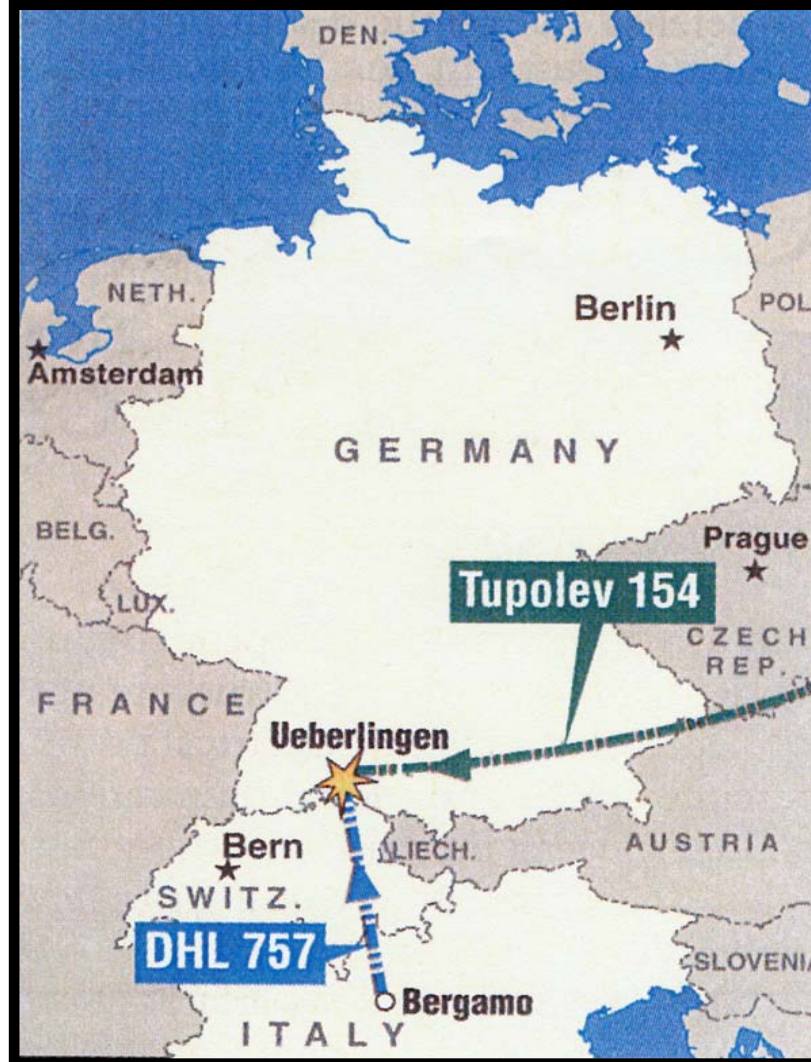 DEN.
NETH.
Berlin
POL
Amsterdam
GERMANY
BELG.
Prague
LUX.
Tupolev 154
CZECH
REP.
FRANCE
Ueberlingen
Bern
LIECH.
AUSTRIA
SWITZ.
DHL 757
SLOVENIA
Bergamo
ITALY